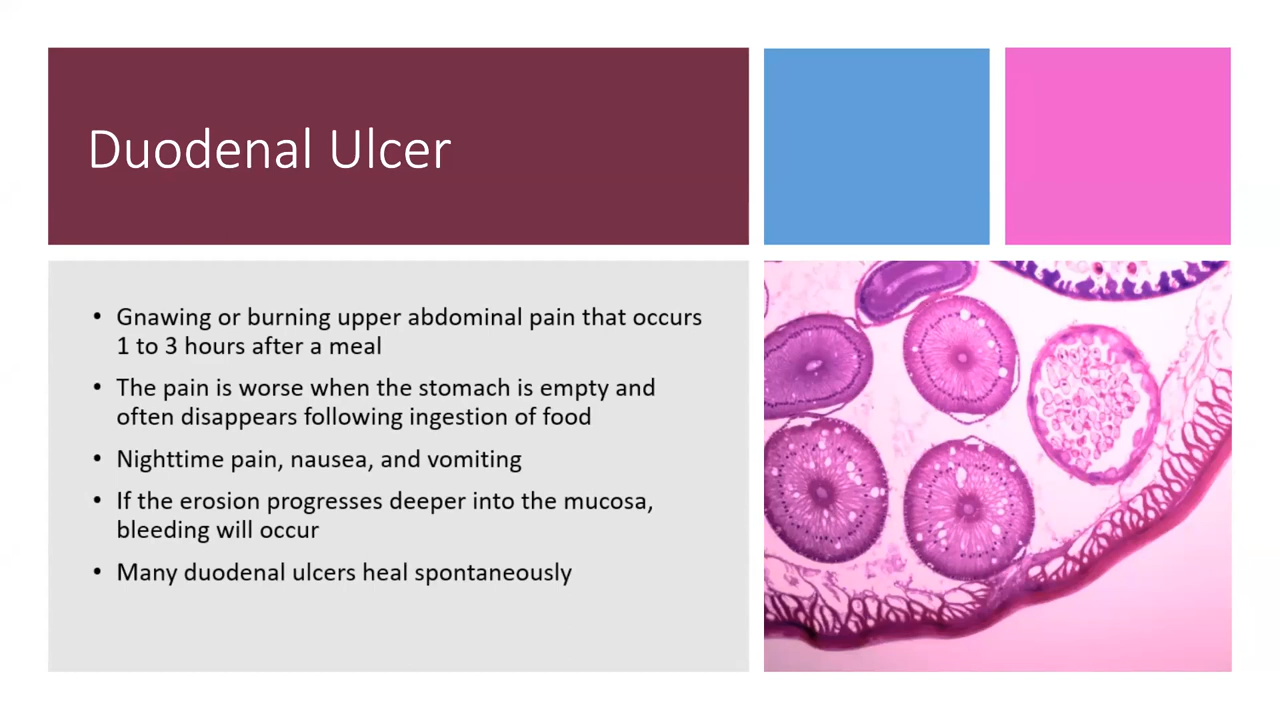 Duodenal Ulcer
• Gnawing or burning upper abdominal pain that occurs
1 to 3 hours after a meal
• The pain is worse when the stomach is empty and
often disappears following ingestion of food
• Nighttime pain, nausea, and vomiting
• If the erosion progresses deeper into the mucosa,
bleeding will occur
• Many duodenal ulcers heal spontaneously